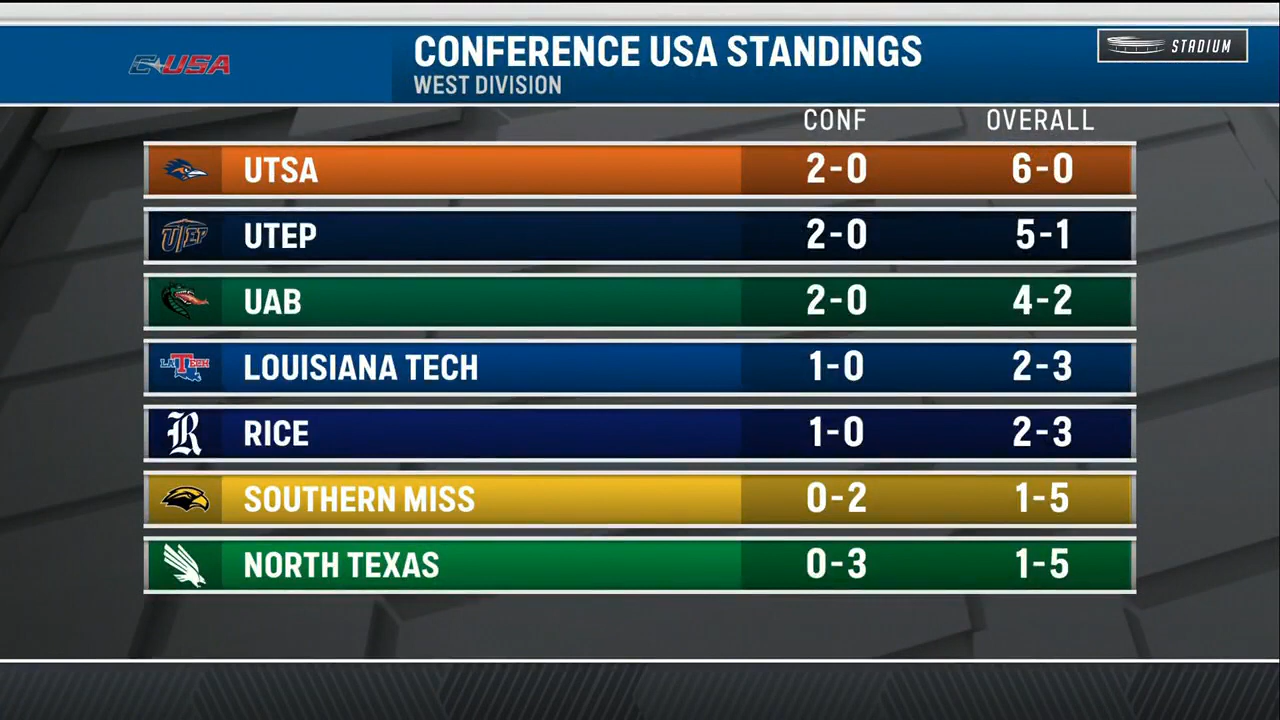 C-USA
CONFERENCE USA STANDINGS
WEST DIVISION
STADIUM
CONF OVERALL
UTSA 2-0 6-0
UTEP UTEP 2-0 5-1
UAB 2-0 4-2
LA TECH LOUISIANA TECH 1-0 2-3
R RICE 1-0 2-3
SOUTHERN MISS 0-2 1-5
NORTH TEXAS 0-3 1-5